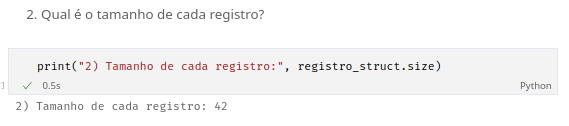 2. Qual é o tamanho de cada registro?
print("2) Tamanho de cada registro:", registro_struct.size)
✓ 0.5s Python
2) Tamanho de cada registro: 42